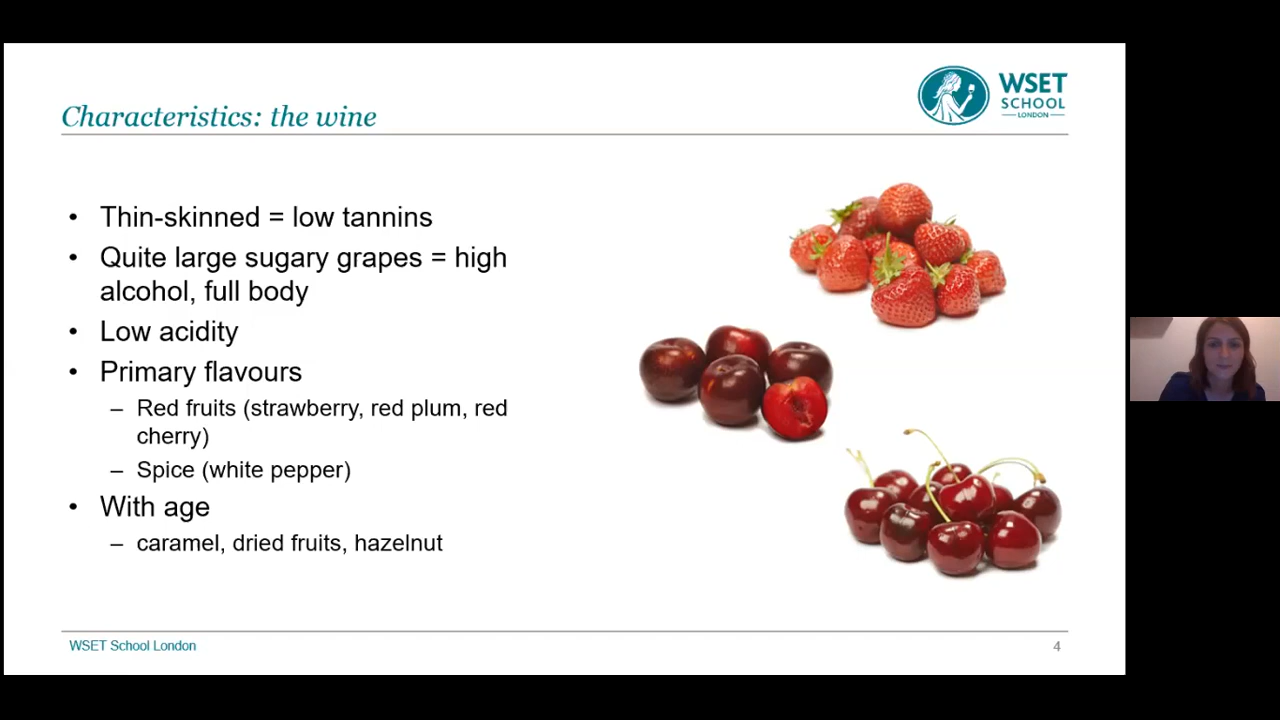 Characteristics: the wine
WSET
SCHOOL
LONDON
• Thin-skinned = low tannins
• Quite large sugary grapes = high
alcohol, full body
• Low acidity
• Primary flavours
– Red fruits (strawberry, red plum, red
cherry)
– Spice (white pepper)
• With age
– caramel, dried fruits, hazelnut
WSET School London
4